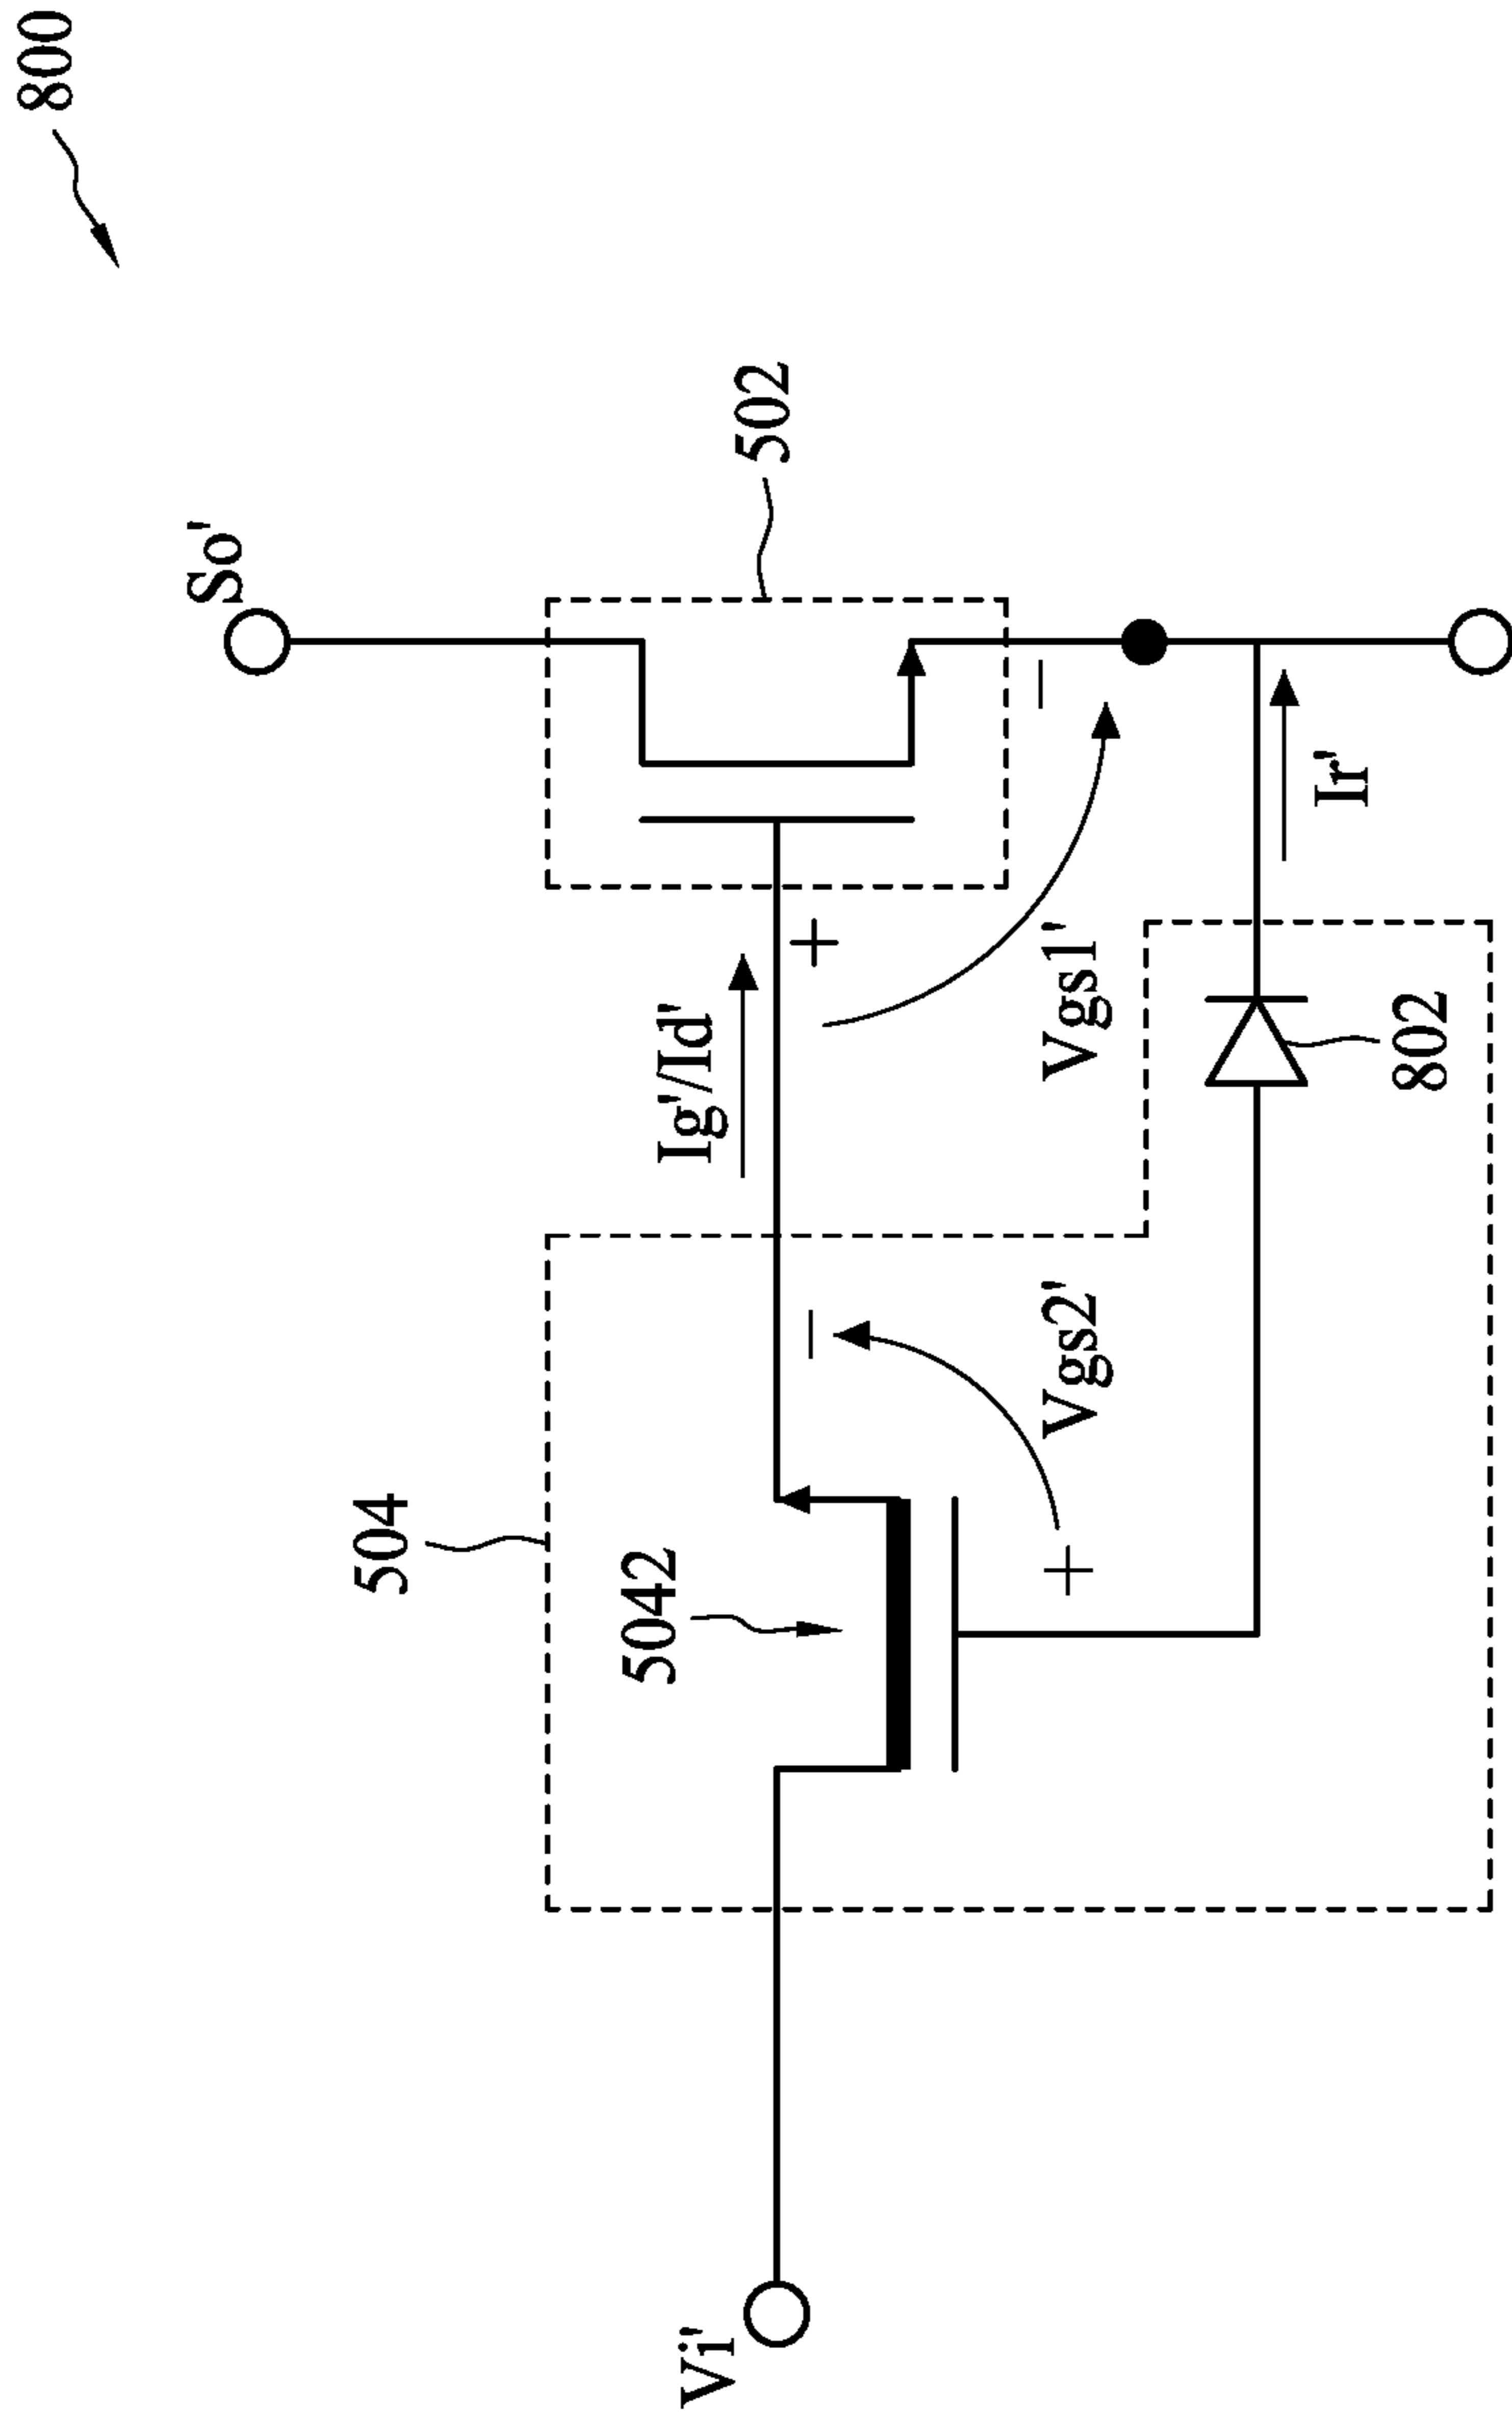 800
So'
502
504
5042
Ig'/Id'
+
−
Vgs1'
Vgs2'
−
+
Ir'
802
Vi'